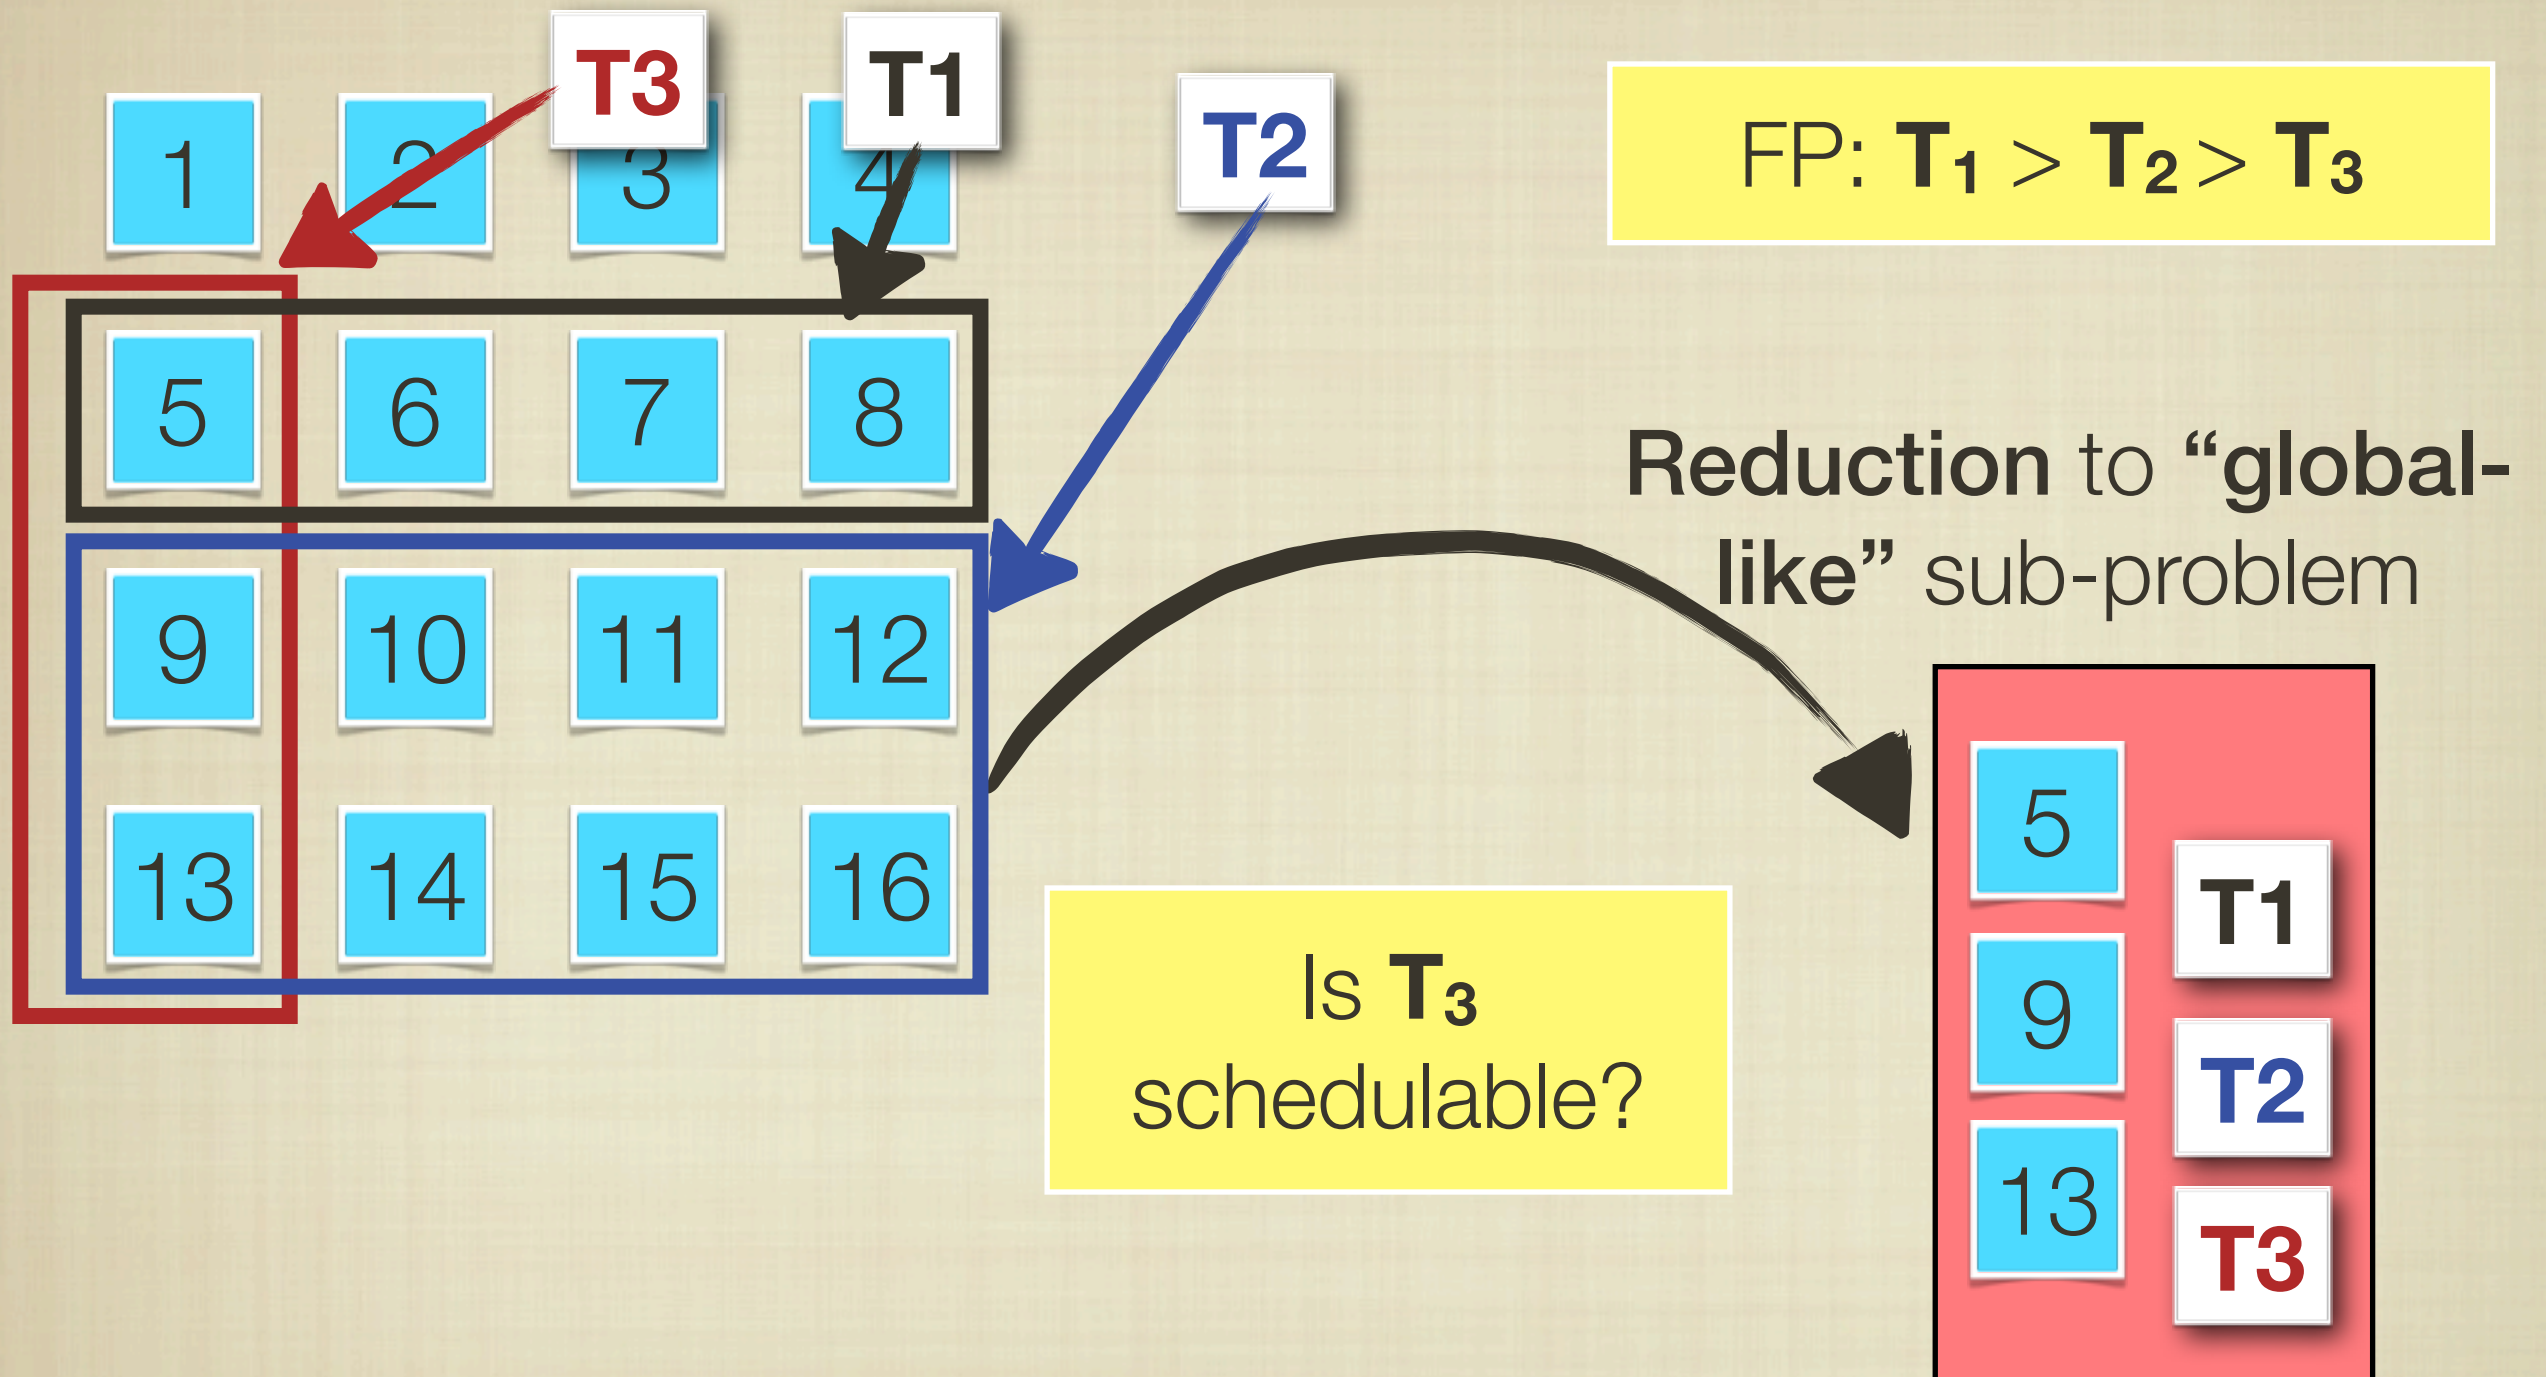 T3
T1
T2
FP: T₁ > T₂ > T₃
1
2
3
4
5
6
7
8
9
10
11
12
13
14
15
16
Reduction to “global-
like” sub-problem
Is T₃
schedulable?
5
9
13
T1
T2
T3